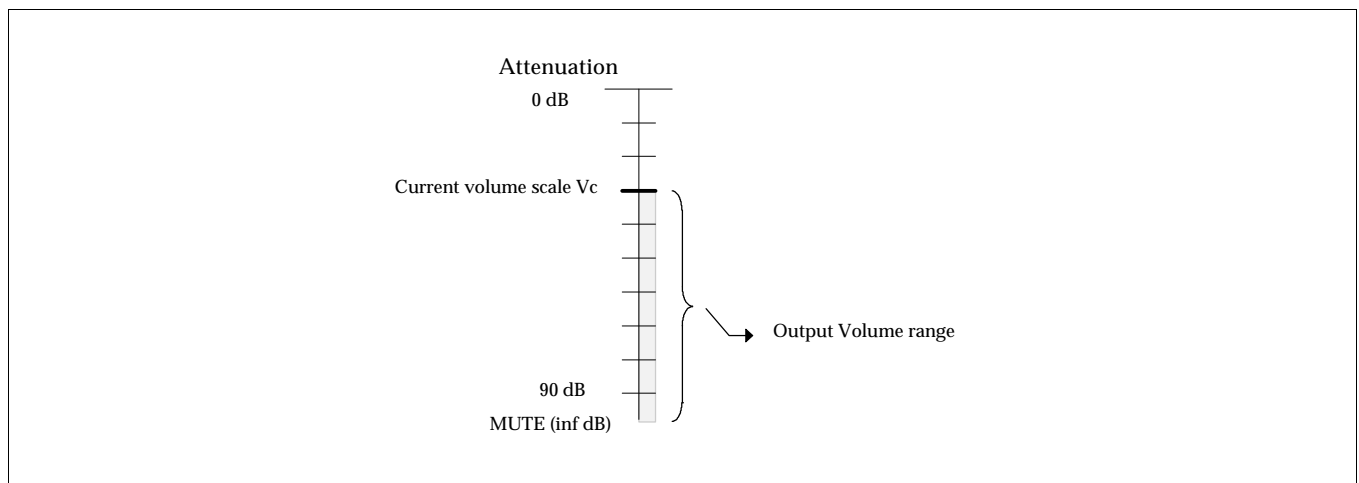 Attenuation
0 dB
Current volume scale Vc
Output Volume range
90 dB
MUTE (inf dB)